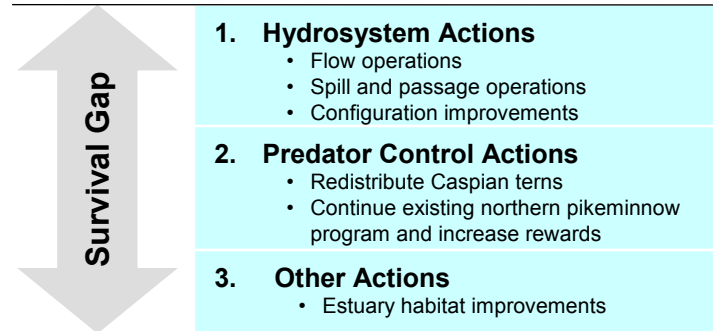 Survival Gap
1. Hydrosystem Actions
• Flow operations
• Spill and passage operations
• Configuration improvements
2. Predator Control Actions
• Redistribute Caspian terns
• Continue existing northern pikeminnow
program and increase rewards
3. Other Actions
• Estuary habitat improvements